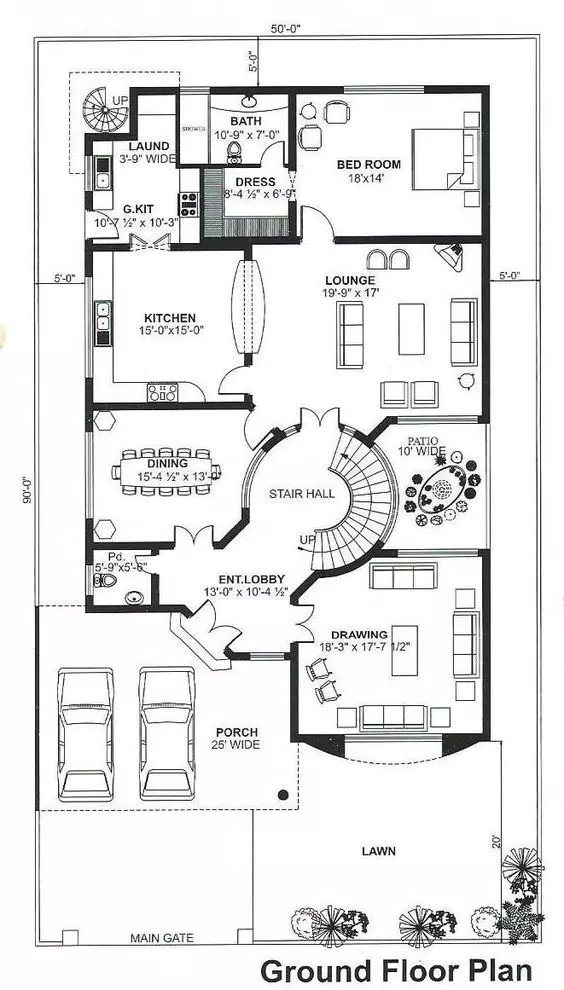 50'-0"
5'-0"
UP
BATH
10'-9" x 7'-0"
SHOWER
LAUND
3'-9" WIDE
BED ROOM
18'x14'
DRESS
8'-4 ½" x 6'-9"
G.KIT
10'-7 ½" x 10'-3"
5'-0"
LOUNGE
19'-9" x 17'
5'-0"
KITCHEN
15'-0"x15'-0"
PATIO
10' WIDE
DINING
15'-4 ½" x 13'-0"
90'-0"
STAIR HALL
UP
Pd.
5'-9"x5'-6"
ENT.LOBBY
13'-0" x 10'-4 ½"
DRAWING
18'-3" x 17'-7 1/2"
PORCH
25' WIDE
20'
LAWN
MAIN GATE
Ground Floor Plan